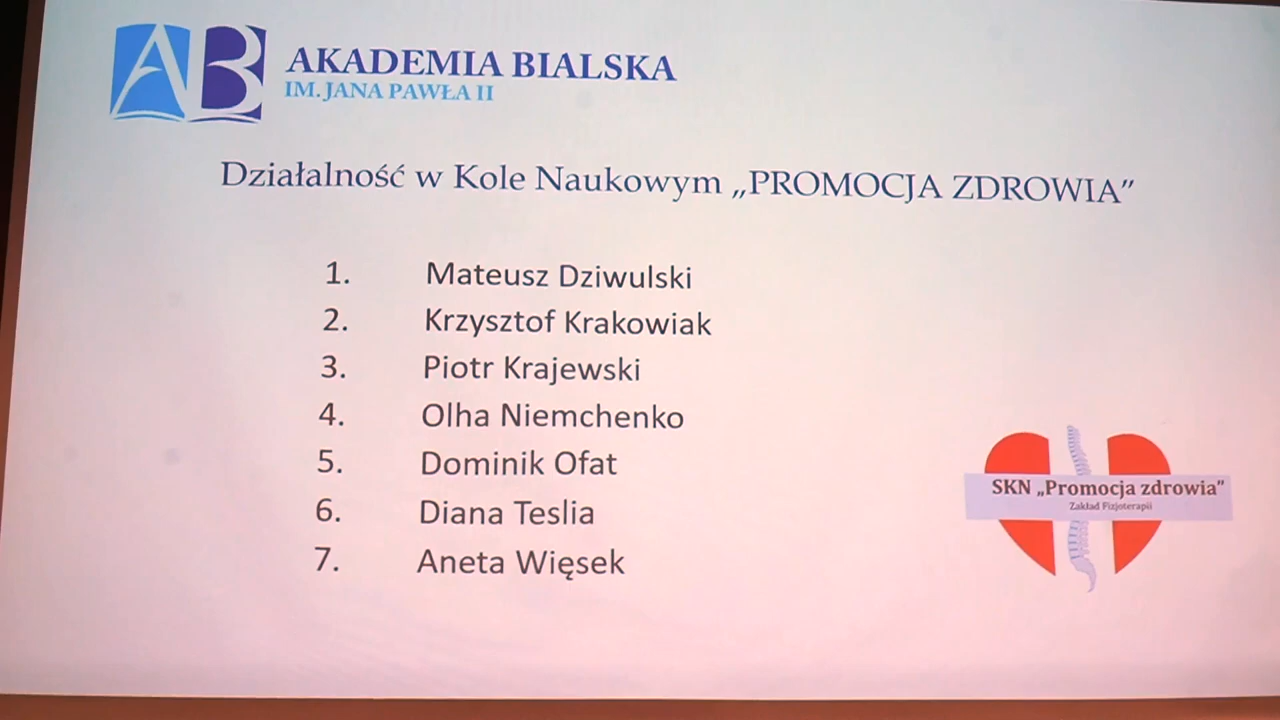 AB
AKADEMIA BIALSKA
IM. JANA PAWŁA II
Działalność w Kole Naukowym „PROMOCJA ZDROWIA”
1. Mateusz Dziwulski
2. Krzysztof Krakowiak
3. Piotr Krajewski
4. Olha Niemchenko
5. Dominik Ofat
6. Diana Teslia
7. Aneta Więsek
SKN „Promocja zdrowia”
Zakład Fizjoterapii